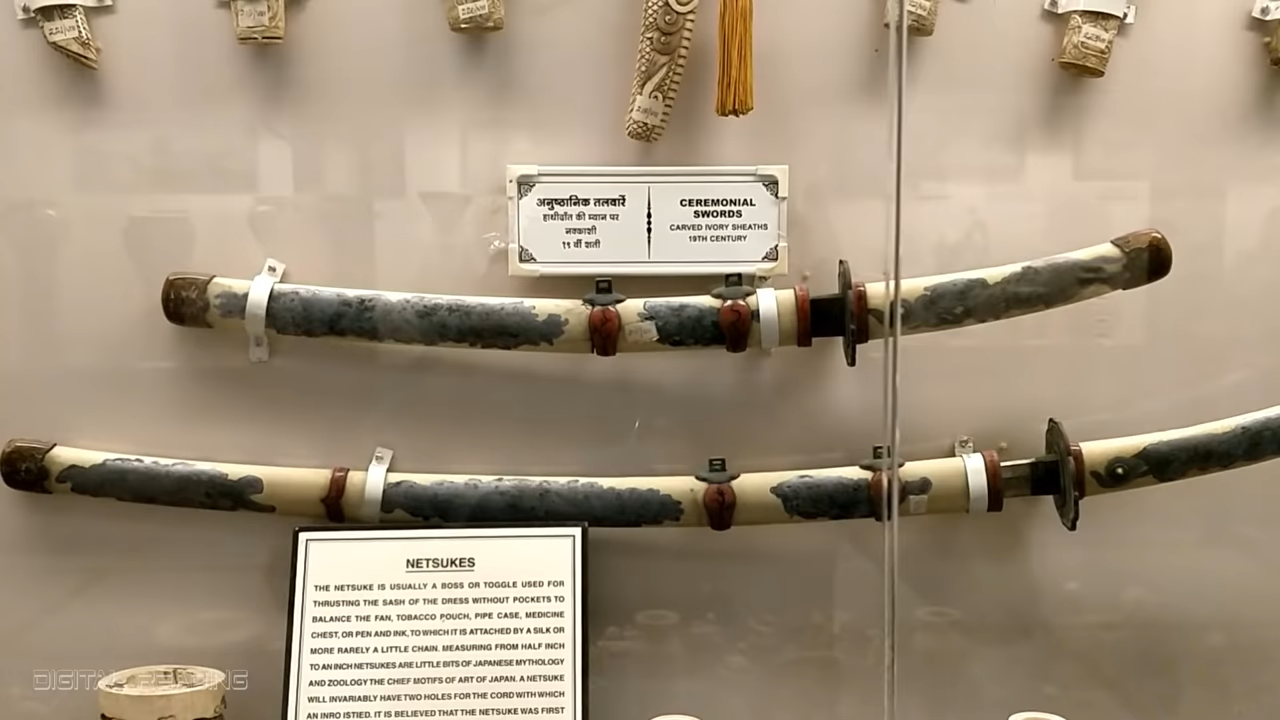 अनुष्ठानिक तलवारें
हाथीदाँत की म्यान पर
नक्काशी
१९ वीं शती
CEREMONIAL
SWORDS
CARVED IVORY SHEATHS
19TH CENTURY
NETSUKES
THE NETSUKE IS USUALLY A BOSS OR TOGGLE USED FOR
THRUSTING THE SASH OF THE DRESS WITHOUT POCKETS TO
BALANCE THE FAN, TOBACCO POUCH, PIPE CASE, MEDICINE
CHEST, OR PEN AND INK, TO WHICH IT IS ATTACHED BY A SILK OR
MORE RARELY A LITTLE CHAIN. MEASURING FROM HALF INCH
TO AN INCH NETSUKES ARE LITTLE BITS OF JAPANESE MYTHOLOGY
AND ZOOLOGY THE CHIEF MOTIFS OF ART OF JAPAN. A NETSUKE
WILL INVARIABLY HAVE TWO HOLES FOR THE CORD WITH WHICH
AN INRO IS TIED. IT IS BELIEVED THAT THE NETSUKE WAS FIRST
DIGITAL READING